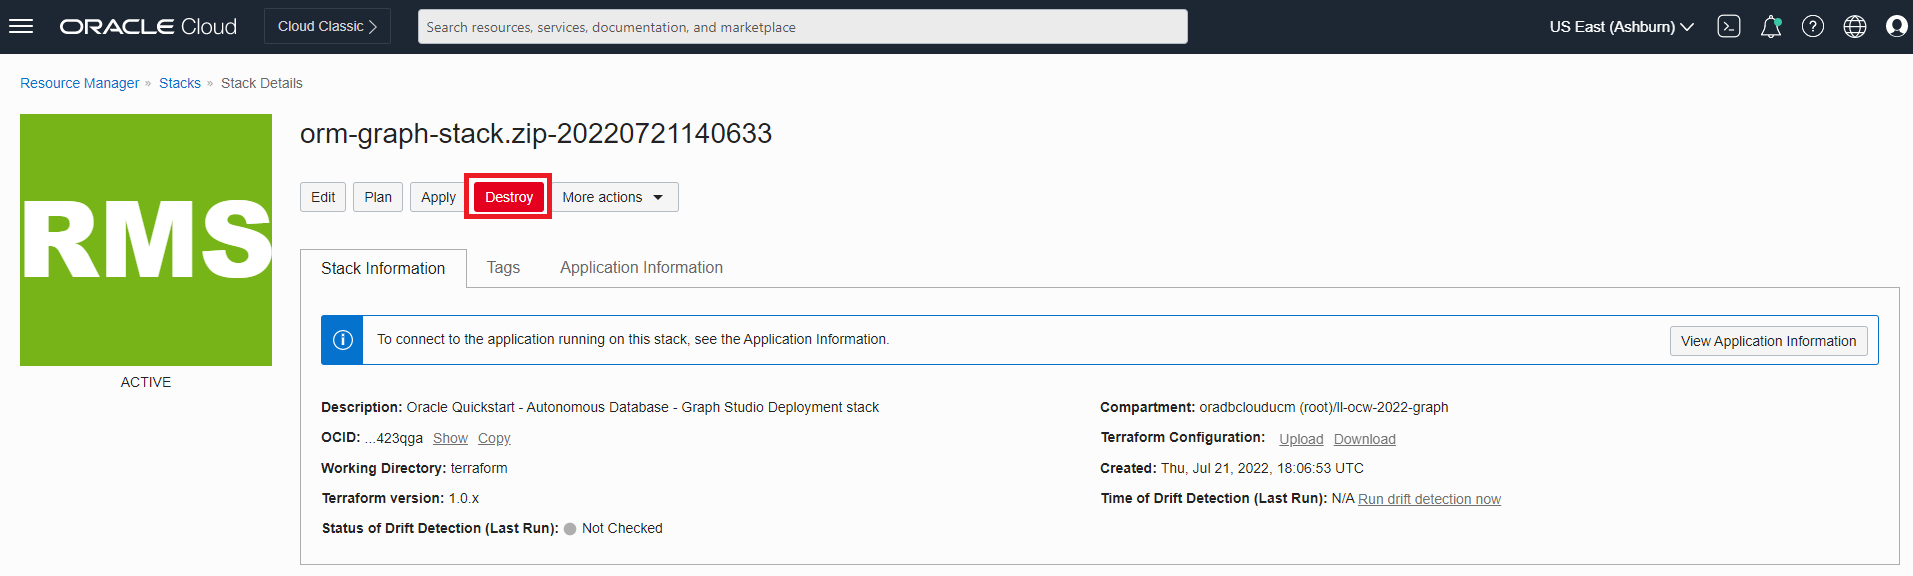 ORACLE Cloud
Cloud Classic
Search resources, services, documentation, and marketplace
US East (Ashburn)
Resource Manager » Stacks » Stack Details
RMS
ACTIVE
orm-graph-stack.zip-20220721140633
Edit Plan Apply Destroy More actions
Stack Information Tags Application Information
To connect to the application running on this stack, see the Application Information.
View Application Information
Description: Oracle Quickstart - Autonomous Database - Graph Studio Deployment stack
OCID: ...423qga Show Copy
Working Directory: terraform
Terraform version: 1.0.x
Status of Drift Detection (Last Run): Not Checked
Compartment: oradbclouducm (root)/ll-ocw-2022-graph
Terraform Configuration: Upload Download
Created: Thu, Jul 21, 2022, 18:06:53 UTC
Time of Drift Detection (Last Run): N/A Run drift detection now